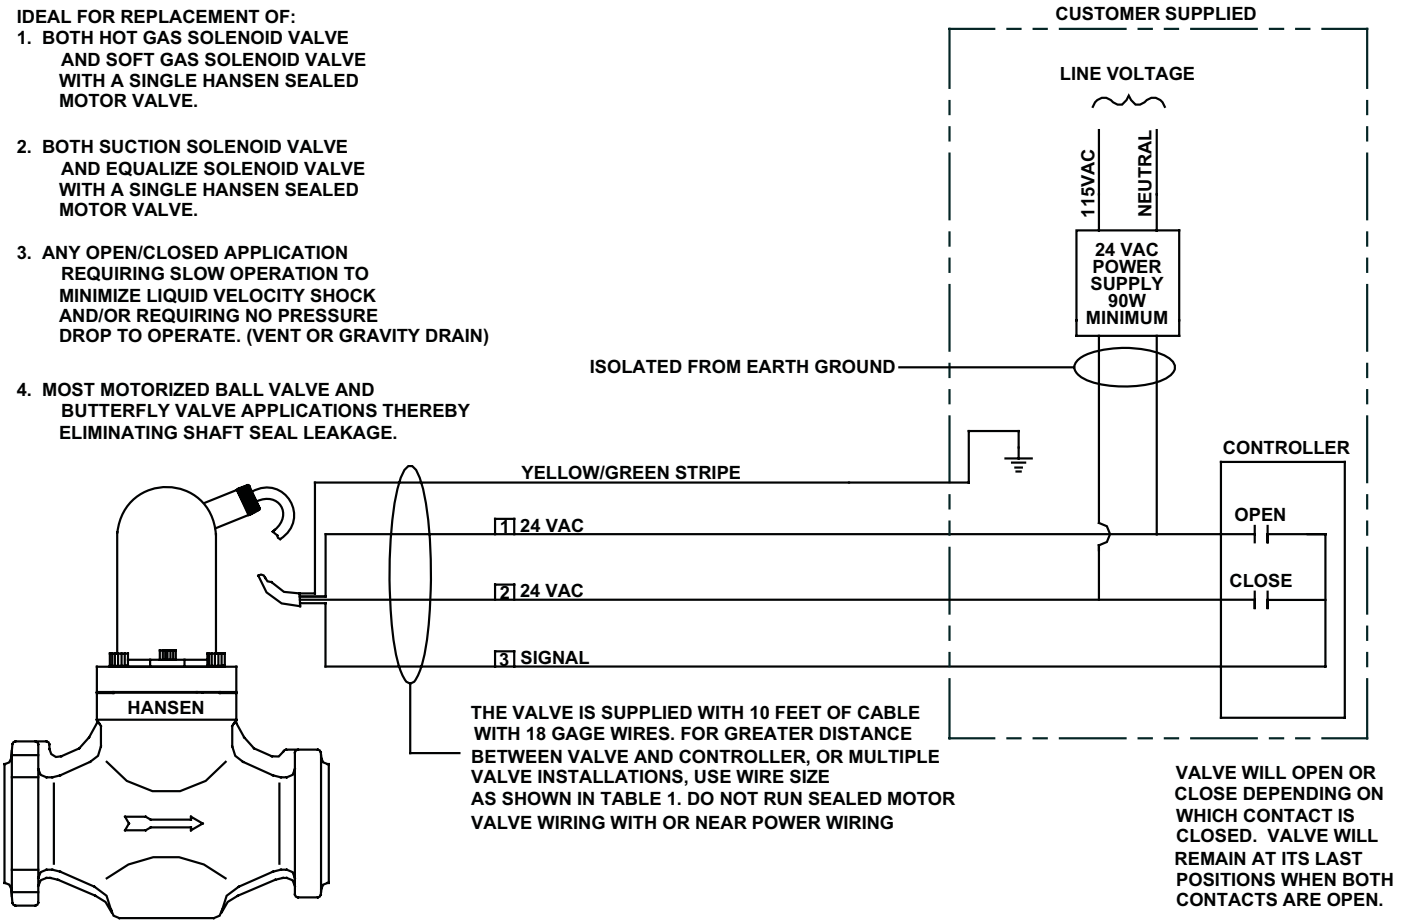 IDEAL FOR REPLACEMENT OF:
1. BOTH HOT GAS SOLENOID VALVE
AND SOFT GAS SOLENOID VALVE
WITH A SINGLE HANSEN SEALED
MOTOR VALVE.
2. BOTH SUCTION SOLENOID VALVE
AND EQUALIZE SOLENOID VALVE
WITH A SINGLE HANSEN SEALED
MOTOR VALVE.
3. ANY OPEN/CLOSED APPLICATION
REQUIRING SLOW OPERATION TO
MINIMIZE LIQUID VELOCITY SHOCK
AND/OR REQUIRING NO PRESSURE
DROP TO OPERATE. (VENT OR GRAVITY DRAIN)
4. MOST MOTORIZED BALL VALVE AND
BUTTERFLY VALVE APPLICATIONS THEREBY
ELIMINATING SHAFT SEAL LEAKAGE.
CUSTOMER SUPPLIED
LINE VOLTAGE
115VAC
NEUTRAL
24 VAC
POWER
SUPPLY
90W
MINIMUM
ISOLATED FROM EARTH GROUND
CONTROLLER
YELLOW/GREEN STRIPE
1 24 VAC
OPEN
2 24 VAC
CLOSE
3 SIGNAL
HANSEN
THE VALVE IS SUPPLIED WITH 10 FEET OF CABLE
WITH 18 GAGE WIRES. FOR GREATER DISTANCE
BETWEEN VALVE AND CONTROLLER, OR MULTIPLE
VALVE INSTALLATIONS, USE WIRE SIZE
AS SHOWN IN TABLE 1. DO NOT RUN SEALED MOTOR
VALVE WIRING WITH OR NEAR POWER WIRING
VALVE WILL OPEN OR
CLOSE DEPENDING ON
WHICH CONTACT IS
CLOSED. VALVE WILL
REMAIN AT ITS LAST
POSITIONS WHEN BOTH
CONTACTS ARE OPEN.